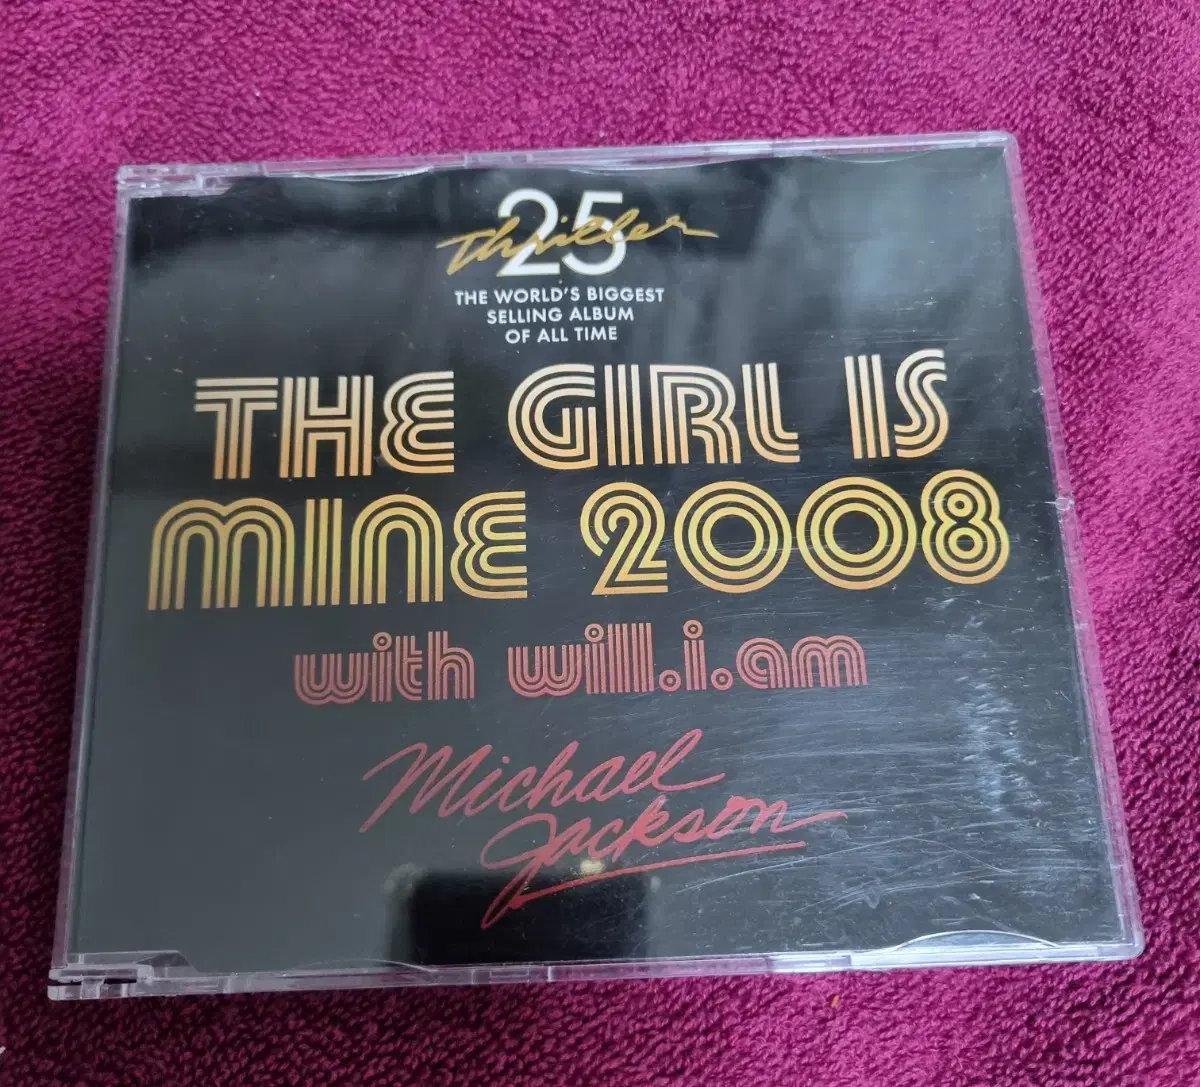 25
Thriller
THE WORLD'S BIGGEST
SELLING ALBUM
OF ALL TIME
THE GIRL IS
MINE 2008
with will.i.am
Michael
Jackson